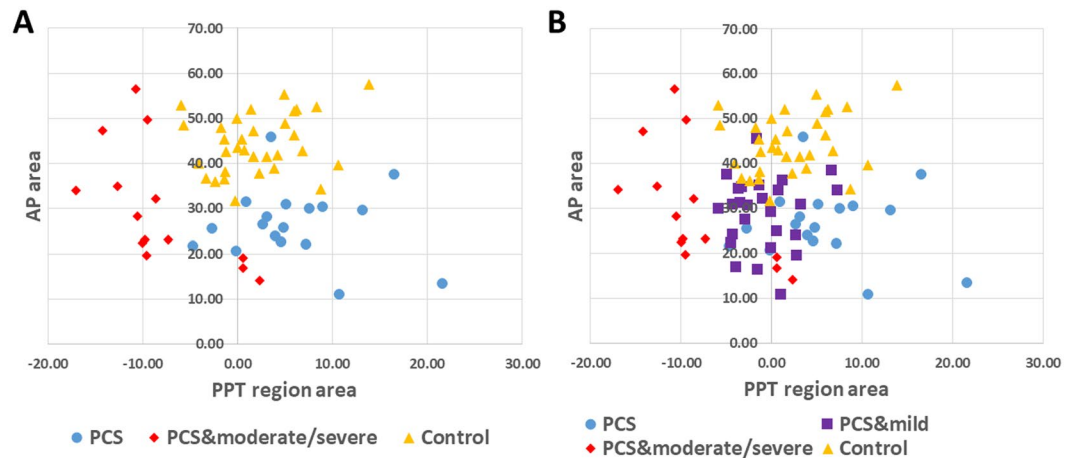 A
70.00
60.00
50.00
40.00
30.00
20.00
10.00
0.00
-20.00 -10.00 0.00 10.00 20.00 30.00
AP area
PPT region area
PCS PCS&moderate/severe Control
B
70.00
60.00
50.00
40.00
30.00
20.00
10.00
0.00
-20.00 -10.00 0.00 10.00 20.00 30.00
AP area
PPT region area
PCS PCS&mild
PCS&moderate/severe Control